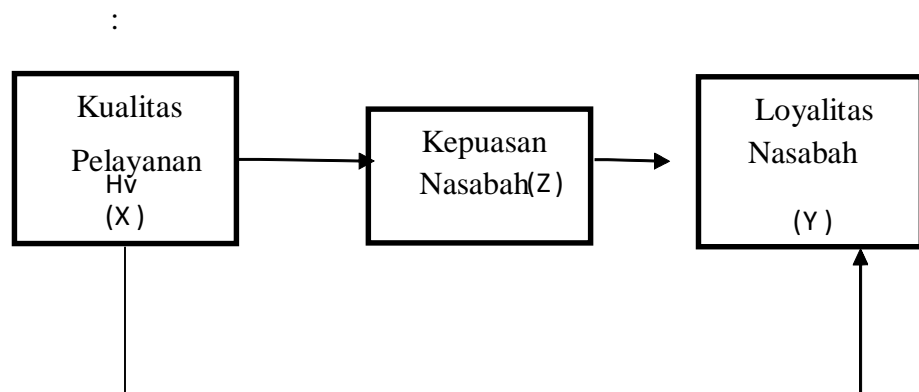 :
Kualitas
Pelayanan
Hv
(X )
Kepuasan
Nasabah(Z )
Loyalitas
Nasabah
(Y )